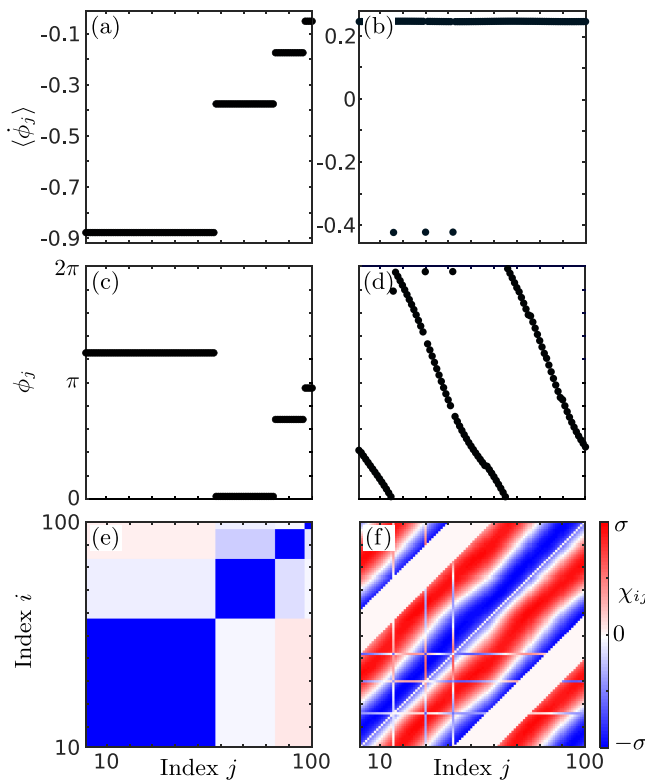 (a) (b)
-0.1
-0.3
-0.5
-0.7
-0.9
⟨ϕ̇ⱼ⟩
0.2
0
-0.2
-0.4
(c) (d)
2π
π
0
ϕⱼ
(e) (f)
100
10
Index i
10 100
Index j
10 100
Index j
σ
χᵢⱼ
0
−σ